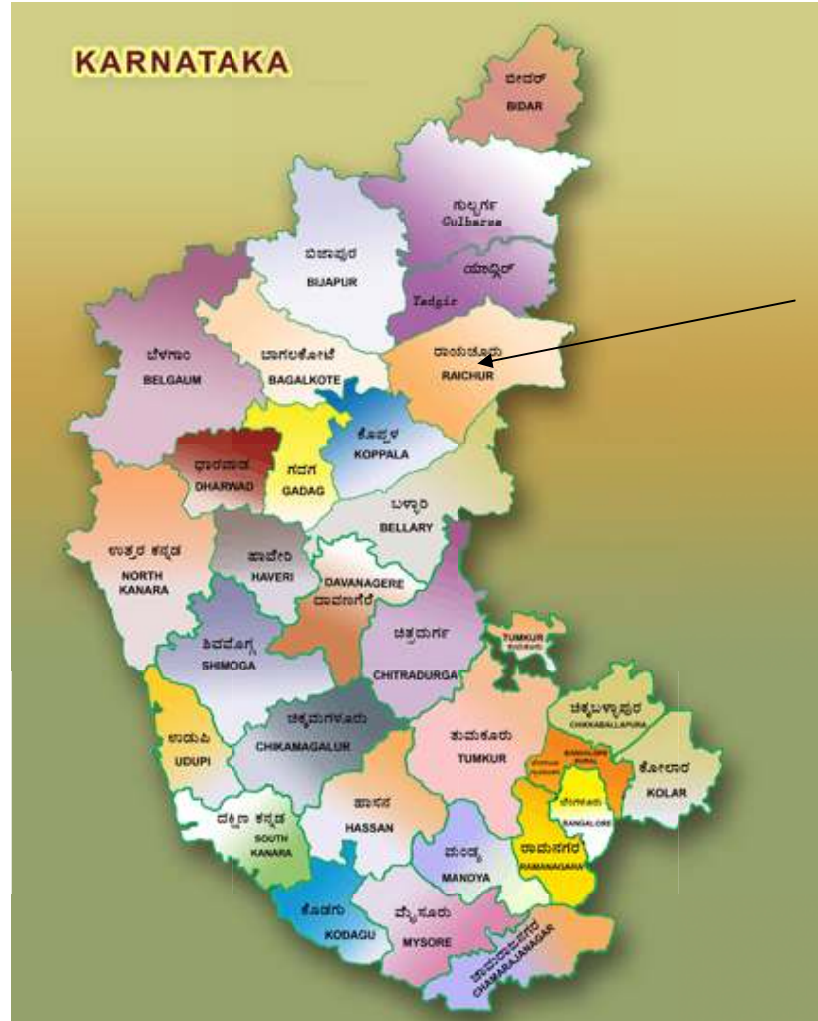 KARNATAKA
ಬೀದರ್
BIDAR
ಗುಲ್ಬರ್ಗ
Gulbarga
ಬಿಜಾಪುರ
BIJAPUR
ಯಾದ್ಗಿರ್
Yadgir
ಬೆಳಗಾಂ
BELGAUM
ಬಾಗಲಕೋಟೆ
BAGALKOTE
ರಾಯಚೂರು
RAICHUR
ಕೊಪ್ಪಳ
KOPPALA
ಧಾರವಾಡ
DHARWAD
ಗದಗ
GADAG
ಬಳ್ಳಾರಿ
BELLARY
ಉತ್ತರ ಕನ್ನಡ
NORTH
KANARA
ಹಾವೇರಿ
HAVERI
DAVANAGERE
ದಾವಣಗೆರೆ
ಚಿತ್ರದುರ್ಗ
CHITRADURGA
ಶಿವಮೊಗ್ಗ
SHIMOGA
TUMKUR
ಚಿಕ್ಕಬಳ್ಳಾಪುರ
CHIKKABALLAPURA
ಉಡುಪಿ
UDUPI
ಚಿಕ್ಕಮಗಳೂರು
CHIKAMAGALUR
ತುಮಕೂರು
TUMKUR
BANGALORE
RURAL
ಕೋಲಾರ
KOLAR
ಬೆಂಗಳೂರು
BANGALORE
ದಕ್ಷಿಣ ಕನ್ನಡ
SOUTH
KANARA
ಹಾಸನ
HASSAN
ಮಂಡ್ಯ
MANDYA
ರಾಮನಗರ
RAMANAGARA
ಕೊಡಗು
KODAGU
ಮೈಸೂರು
MYSORE
ಚಾಮರಾಜನಗರ
CHAMARAJANAGAR